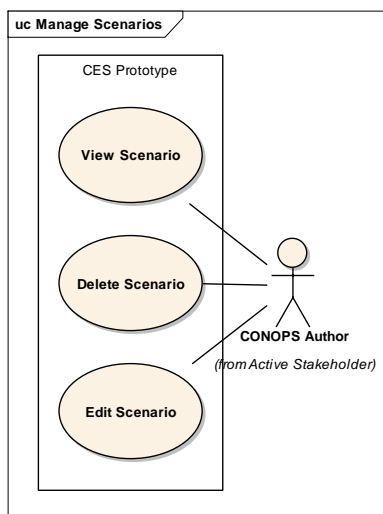 uc Manage Scenarios
CES Prototype
View Scenario
Delete Scenario
Edit Scenario
CONOPS Author
(from Active Stakeholder)